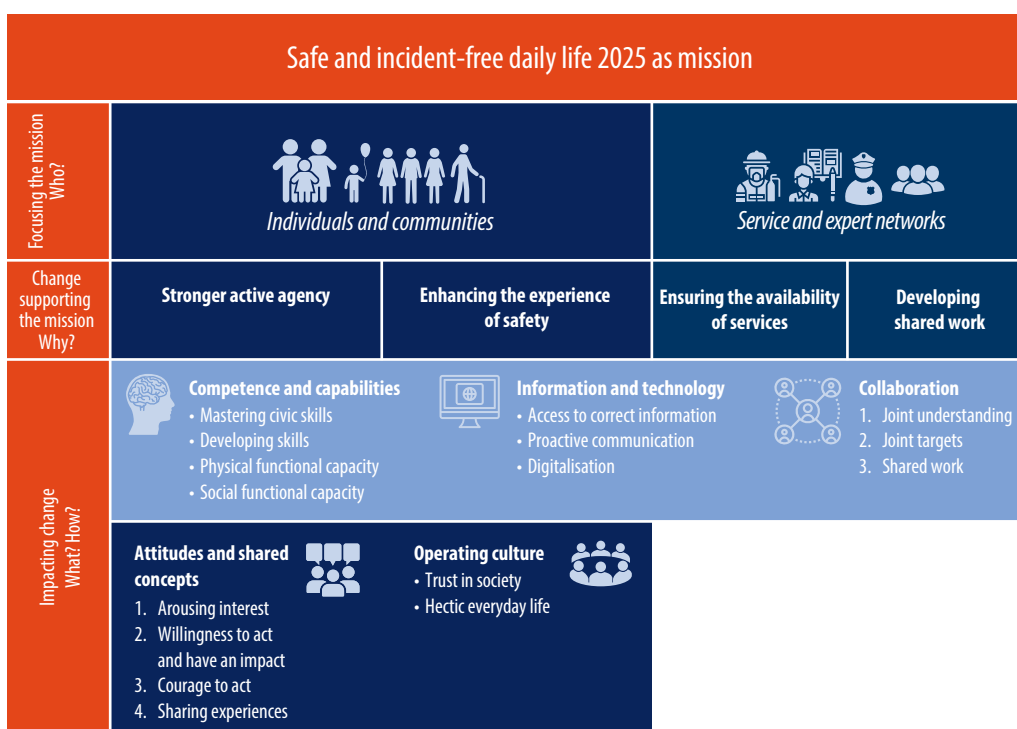 Safe and incident-free daily life 2025 as mission
Focusing the mission
Who?
Individuals and communities
Service and expert networks
Change
supporting
the mission
Why?
Stronger active agency
Enhancing the experience
of safety
Ensuring the availability
of services
Developing
shared work
Impacting change
What? How?
Competence and capabilities
• Mastering civic skills
• Developing skills
• Physical functional capacity
• Social functional capacity
Information and technology
• Access to correct information
• Proactive communication
• Digitalisation
Collaboration
1. Joint understanding
2. Joint targets
3. Shared work
Attitudes and shared
concepts
1. Arousing interest
2. Willingness to act
and have an impact
3. Courage to act
4. Sharing experiences
Operating culture
• Trust in society
• Hectic everyday life